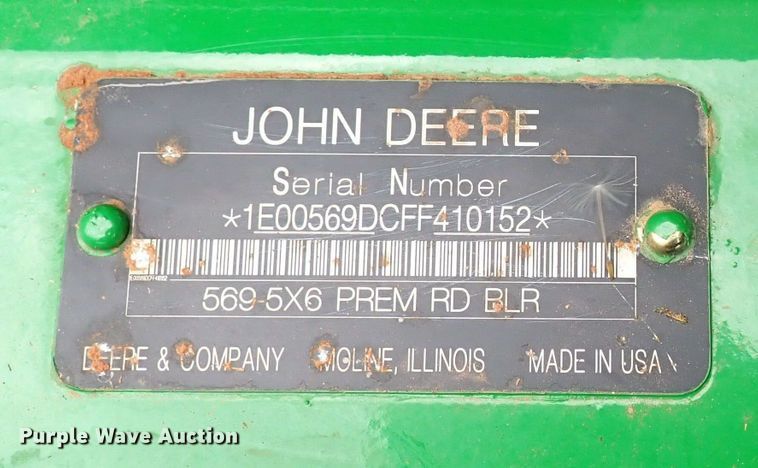 JOHN DEERE
Serial Number
*1E00569DCFF410152*
569-5X6 PREM RD BLR
DEERE & COMPANY MOLINE, ILLINOIS MADE IN USA
Purple Wave Auction